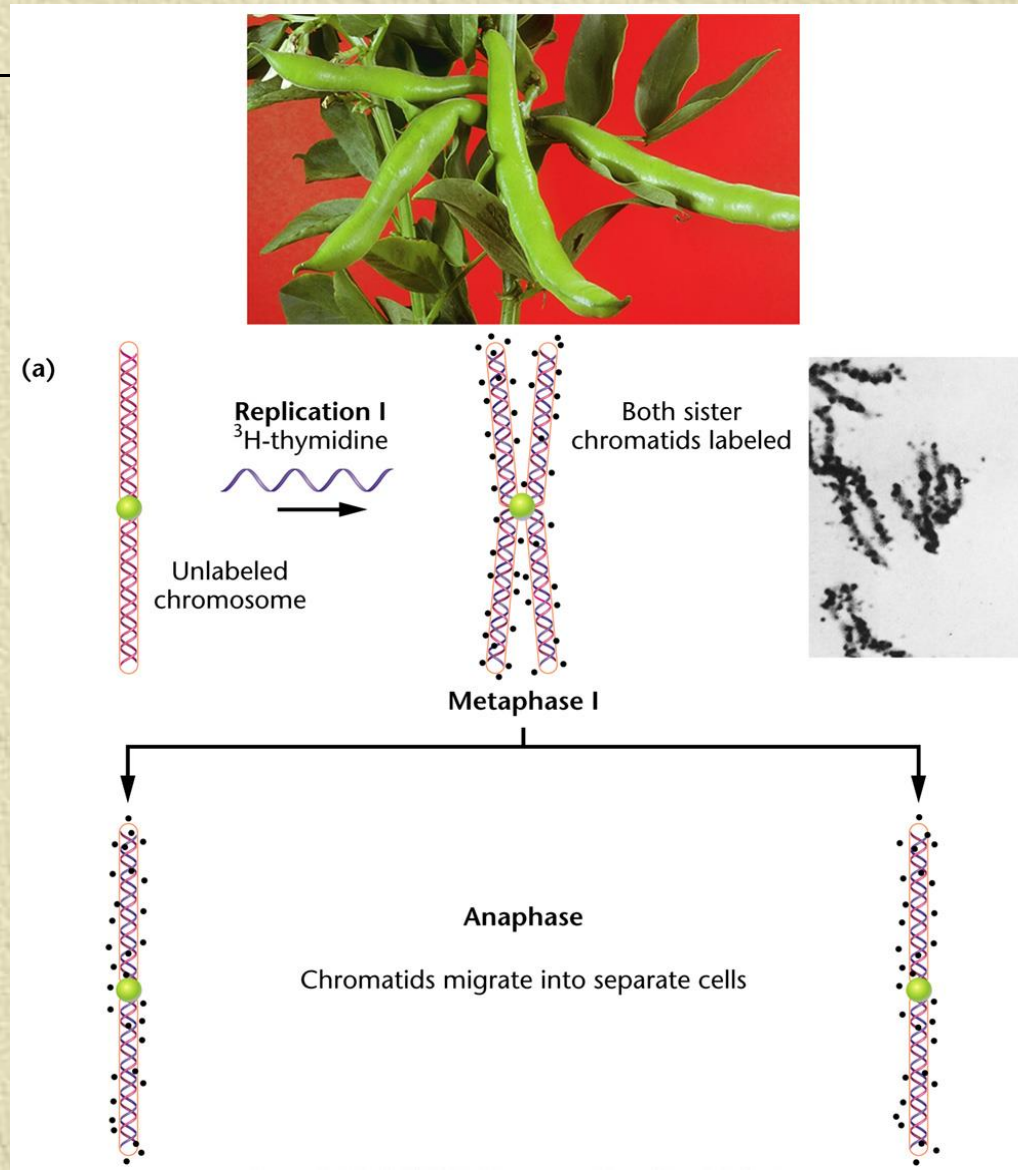 (a)
Replication I
³H-thymidine
Unlabeled
chromosome
Both sister
chromatids labeled
Metaphase I
Anaphase
Chromatids migrate into separate cells